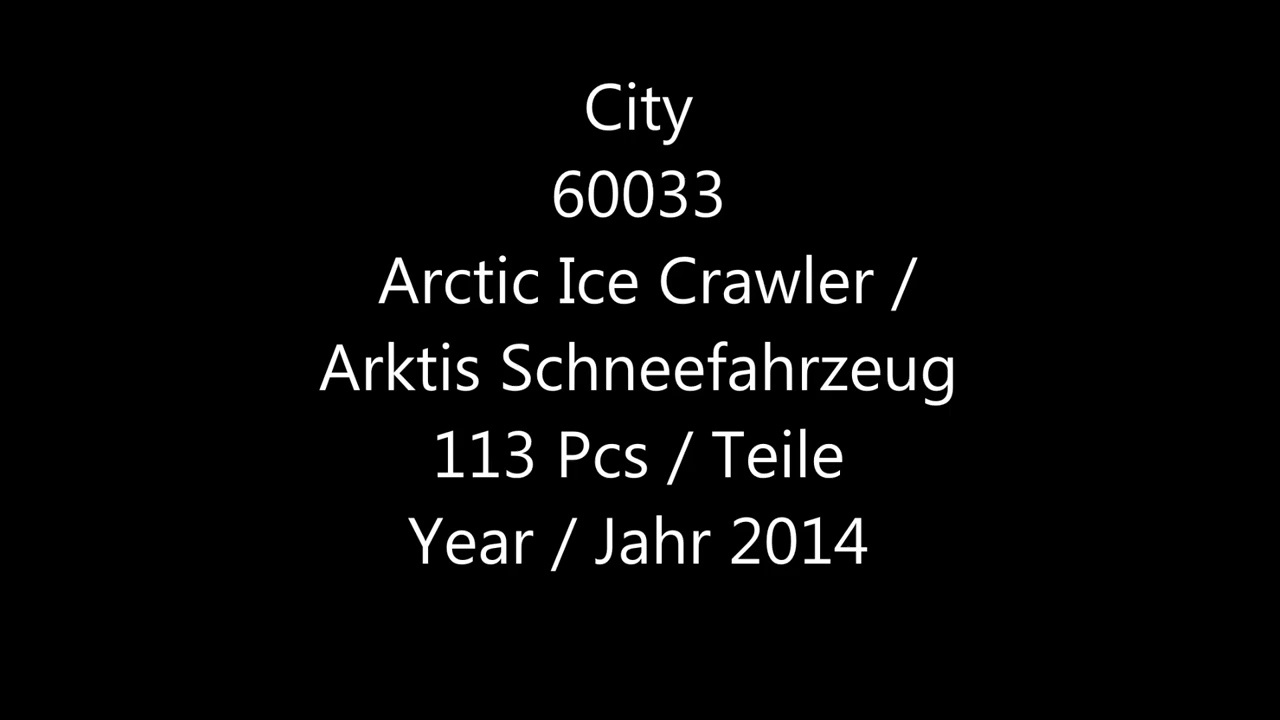 City
60033
Arctic Ice Crawler /
Arktis Schneefahrzeug
113 Pcs / Teile
Year / Jahr 2014